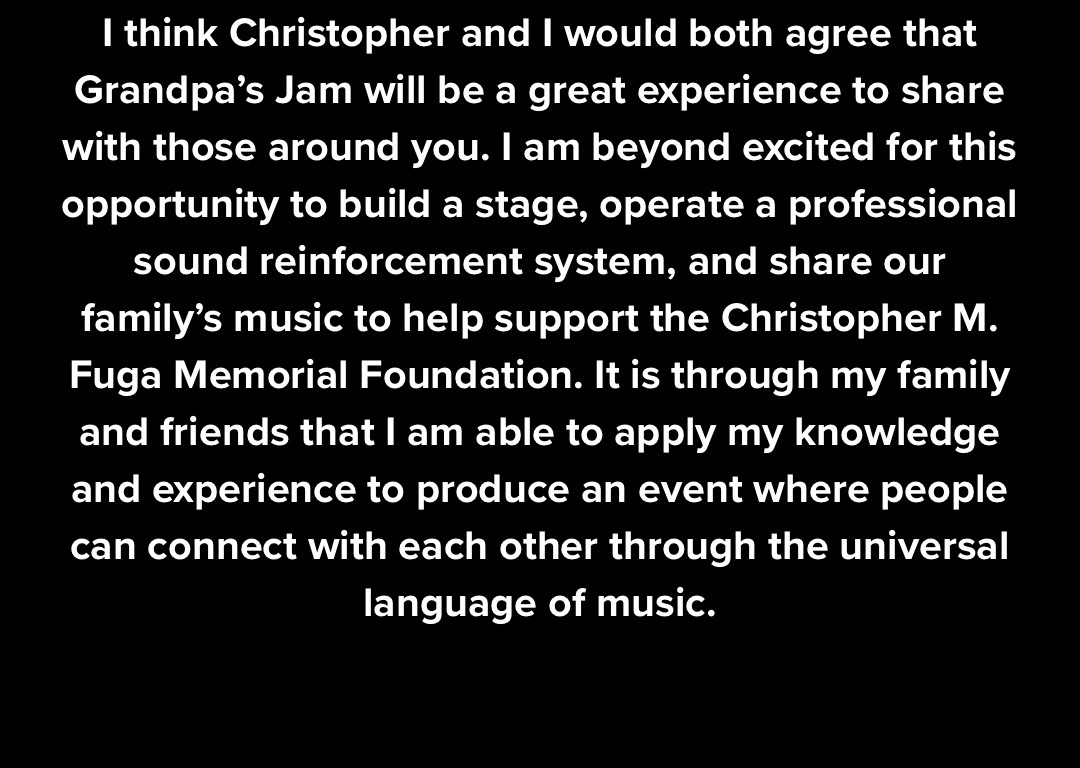 I think Christopher and I would both agree that
Grandpa’s Jam will be a great experience to share
with those around you. I am beyond excited for this
opportunity to build a stage, operate a professional
sound reinforcement system, and share our
family’s music to help support the Christopher M.
Fuga Memorial Foundation. It is through my family
and friends that I am able to apply my knowledge
and experience to produce an event where people
can connect with each other through the universal
language of music.